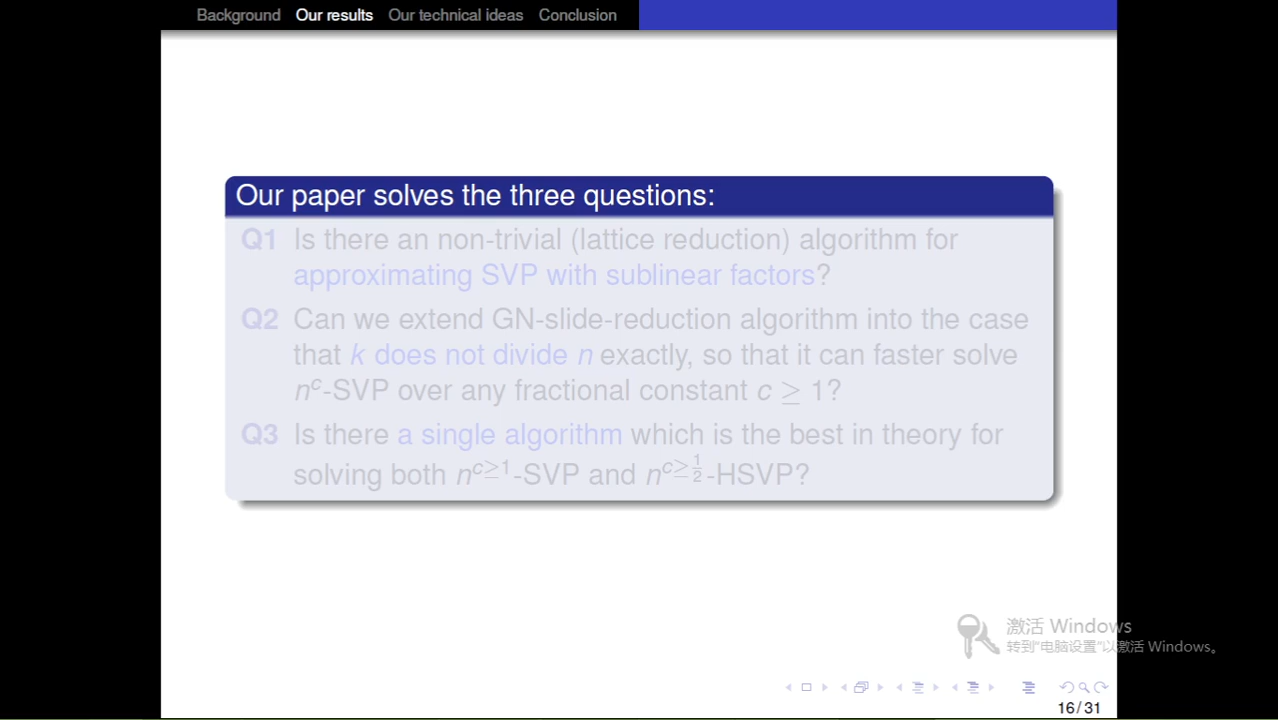 Background Our results Our technical ideas Conclusion
Our paper solves the three questions:
Q1 Is there an non-trivial (lattice reduction) algorithm for
approximating SVP with sublinear factors?
Q2 Can we extend GN-slide-reduction algorithm into the case
that k does not divide n exactly, so that it can faster solve
n^c-SVP over any fractional constant c ≥ 1?
Q3 Is there a single algorithm which is the best in theory for
solving both n^{c≥1}-SVP and n^{c≥1/2}-HSVP?
激活 Windows
转到"电脑设置"以激活 Windows。
16/31